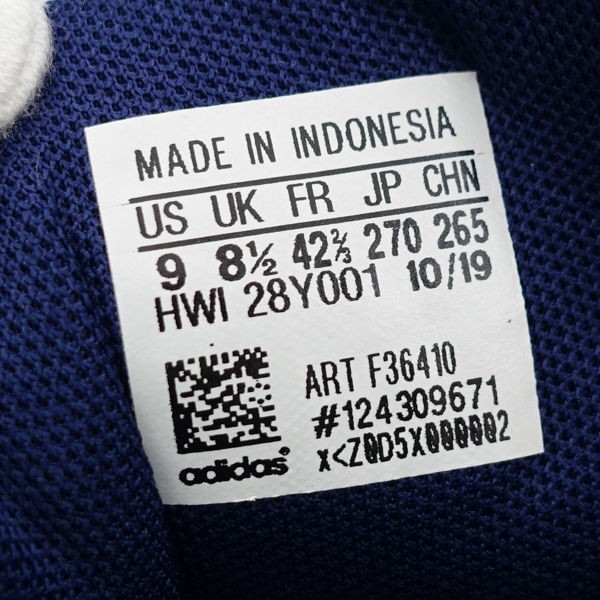 MADE IN INDONESIA
US UK FR JP CHN
9 8½ 42⅔ 270 265
HWI 28Y001 10/19
ART F36410
#124309671
x<Z0D5X000002
adidas